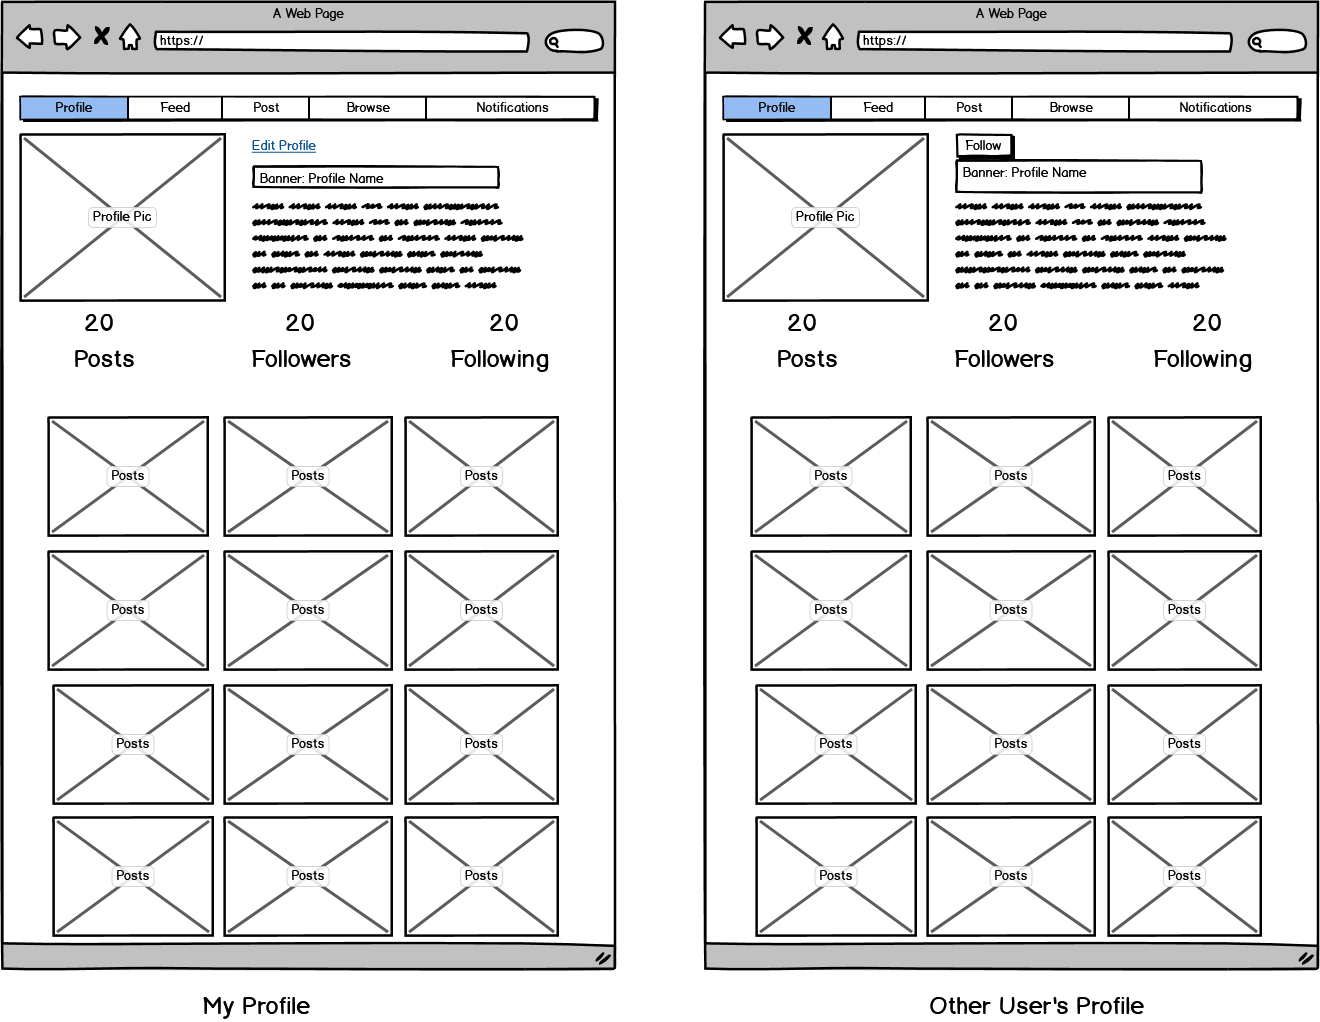 A Web Page
https://
Profile Feed Post Browse Notifications
Edit Profile
Banner: Profile Name
Profile Pic
20 20 20
Posts Followers Following
Posts Posts Posts
Posts Posts Posts
Posts Posts Posts
Posts Posts Posts
My Profile
A Web Page
https://
Profile Feed Post Browse Notifications
Follow
Banner: Profile Name
Profile Pic
20 20 20
Posts Followers Following
Posts Posts Posts
Posts Posts Posts
Posts Posts Posts
Posts Posts Posts
Other User's Profile